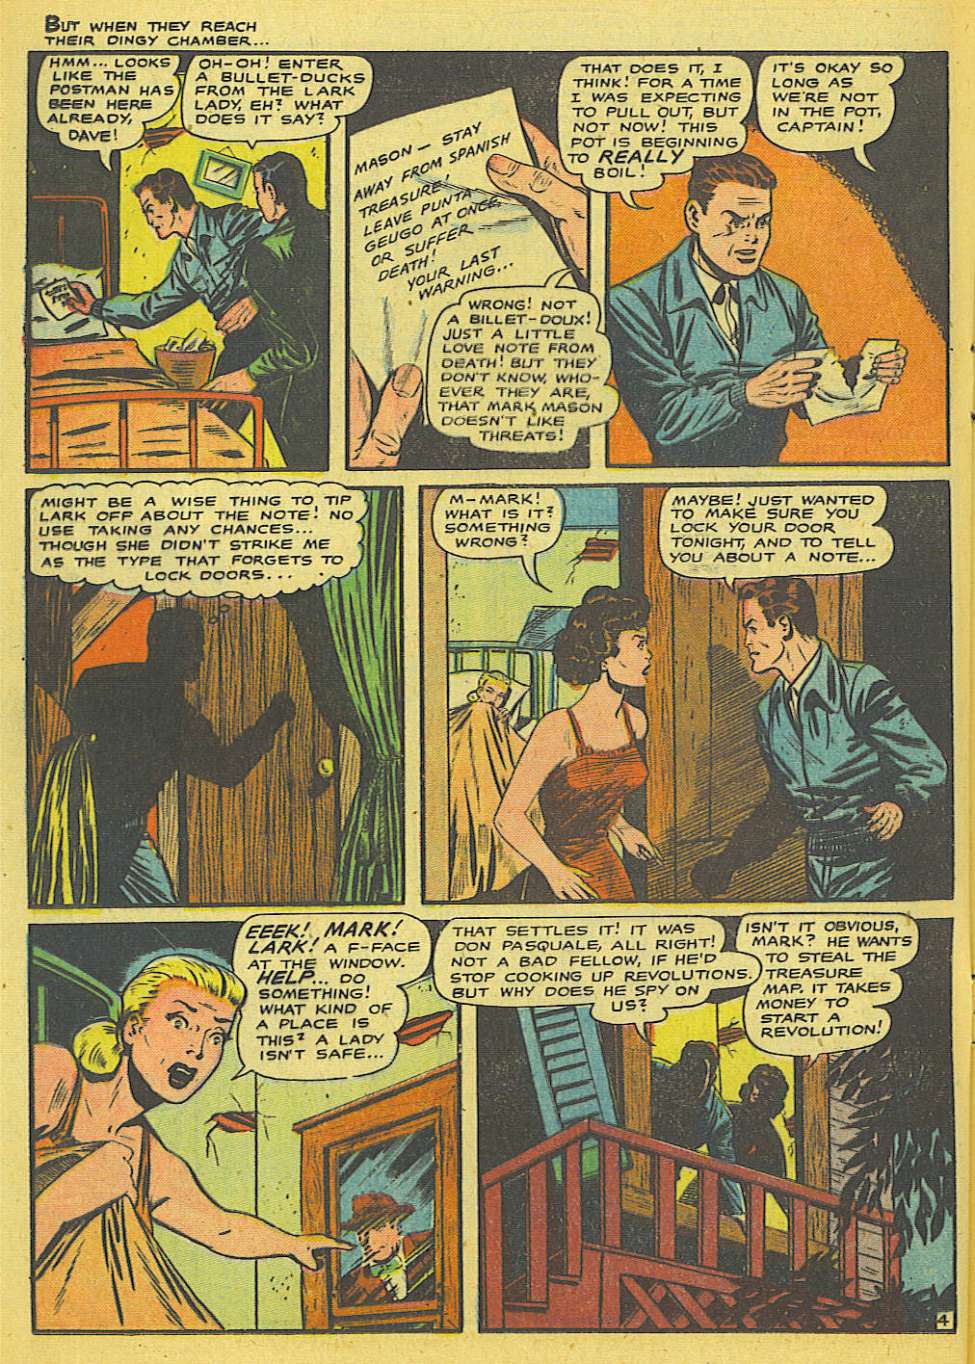 BUT WHEN THEY REACH
THEIR DINGY CHAMBER...
HMM... LOOKS
LIKE THE
POSTMAN HAS
BEEN HERE
ALREADY,
DAVE!
OH-OH! ENTER
A BULLET-DUCKS
FROM THE LARK
LADY, EH? WHAT
DOES IT SAY?
MASON - STAY
AWAY FROM SPANISH
TREASURE,
LEAVE PUNTA
GEUGO AT ONCE,
OR SUFFER
DEATH!
YOUR LAST
WARNING...
WRONG! NOT
A BILLET-DOUX!
JUST A LITTLE
LOVE NOTE FROM
DEATH! BUT THEY
DON'T KNOW, WHO-
EVER THEY ARE,
THAT MARK MASON
DOESN'T LIKE
THREATS!
THAT DOES IT, I
THINK! FOR A TIME
I WAS EXPECTING
TO PULL OUT, BUT
NOT NOW! THIS
POT IS BEGINNING
TO REALLY
BOIL!
IT'S OKAY SO
LONG AS
WE'RE NOT
IN THE POT,
CAPTAIN!
MIGHT BE A WISE THING TO TIP
LARK OFF ABOUT THE NOTE! NO
USE TAKING ANY CHANCES...
THOUGH SHE DIDN'T STRIKE ME
AS THE TYPE THAT FORGETS TO
LOCK DOORS...
M-MARK!
WHAT IS IT?
SOMETHING
WRONG?
MAYBE! JUST WANTED
TO MAKE SURE YOU
LOCK YOUR DOOR
TONIGHT, AND TO TELL
YOU ABOUT A NOTE...
EEEK! MARK!
LARK! A F-FACE
AT THE WINDOW.
HELP... DO
SOMETHING!
WHAT KIND OF
A PLACE IS
THIS? A LADY
ISN'T SAFE...
THAT SETTLES IT! IT WAS
DON PASQUALE, ALL RIGHT!
NOT A BAD FELLOW, IF HE'D
STOP COOKING UP REVOLUTIONS.
BUT WHY DOES HE SPY ON
US?
ISN'T IT OBVIOUS,
MARK? HE WANTS
TO STEAL THE
TREASURE
MAP. IT TAKES
MONEY TO
START A
REVOLUTION!
4